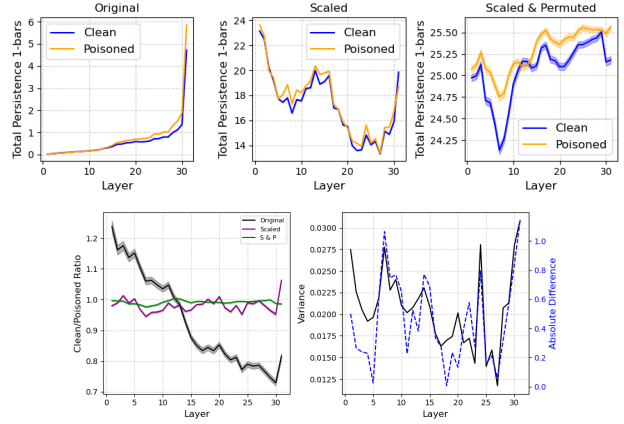 Original
Total Persistence 1-bars
6
5
4
3
2
1
0
Clean
Poisoned
0 10 20 30
Layer
Scaled
Total Persistence 1-bars
24
22
20
18
16
14
Clean
Poisoned
0 10 20 30
Layer
Scaled & Permuted
Total Persistence 1-bars
25.50
25.25
25.00
24.75
24.50
24.25
Clean
Poisoned
0 10 20 30
Layer
Clean/Poisoned Ratio
1.2
1.1
1.0
0.9
0.8
0.7
Original
Scaled
S & P
0 5 10 15 20 25 30
Layer
Variance
0.0300
0.0275
0.0250
0.0225
0.0200
0.0175
0.0150
0.0125
0 5 10 15 20 25 30
Layer
1.0
0.8
0.6
0.4
0.2
0.0
Absolute Difference